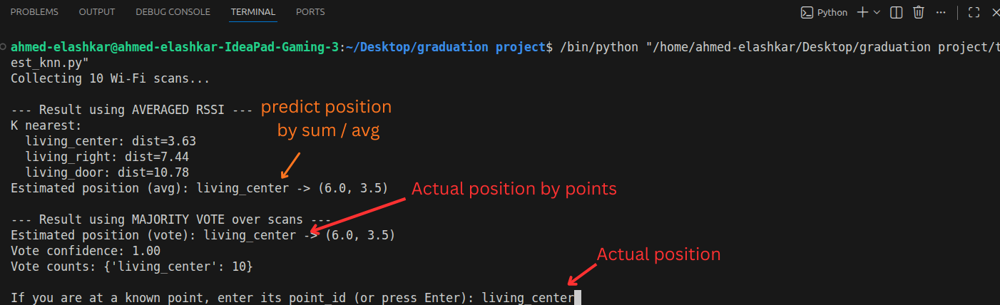 PROBLEMS OUTPUT DEBUG CONSOLE TERMINAL PORTS Python
ahmed-elashkar@ahmed-elashkar-IdeaPad-Gaming-3:~/Desktop/graduation project$ /bin/python "/home/ahmed-elashkar/Desktop/graduation project/t
est_knn.py"
Collecting 10 Wi-Fi scans...
--- Result using AVERAGED RSSI --- predict position
K nearest: by sum / avg
living_center: dist=3.63
living_right: dist=7.44
living_door: dist=10.78
Estimated position (avg): living_center -> (6.0, 3.5)
Actual position by points
--- Result using MAJORITY VOTE over scans ---
Estimated position (vote): living_center -> (6.0, 3.5)
Vote confidence: 1.00
Actual position
Vote counts: {'living_center': 10}
If you are at a known point, enter its point_id (or press Enter): living_center